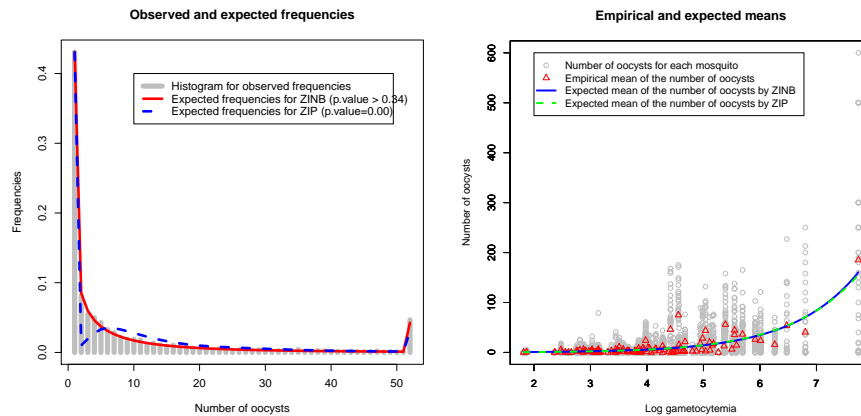 Observed and expected frequencies
Histogram for observed frequencies
Expected frequencies for ZINB (p.value > 0.34)
Expected frequencies for ZIP (p.value=0.00)
Frequencies
0.0
0.1
0.2
0.3
0.4
0
10
20
30
40
50
Number of oocysts
Empirical and expected means
Number of oocysts for each mosquito
Empirical mean of the number of oocysts
Expected mean of the number of oocysts by ZINB
Expected mean of the number of oocysts by ZIP
Number of oocysts
0
100
200
300
400
500
600
2
3
4
5
6
7
Log gametocytemia